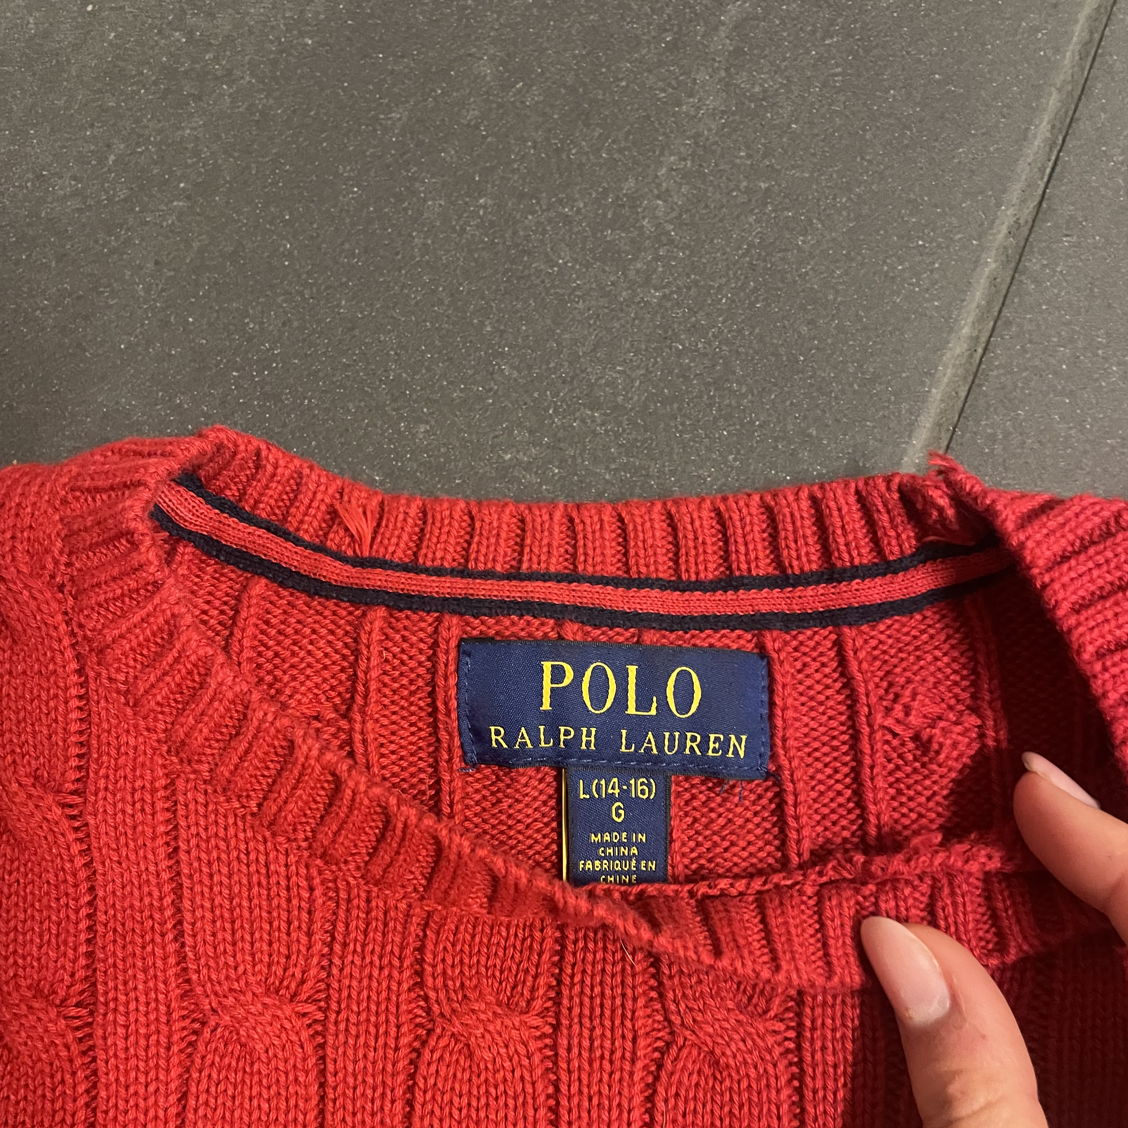 POLO
RALPH LAUREN
L(14-16)
G
MADE IN
CHINA
FABRIQUÉ EN
CHINE